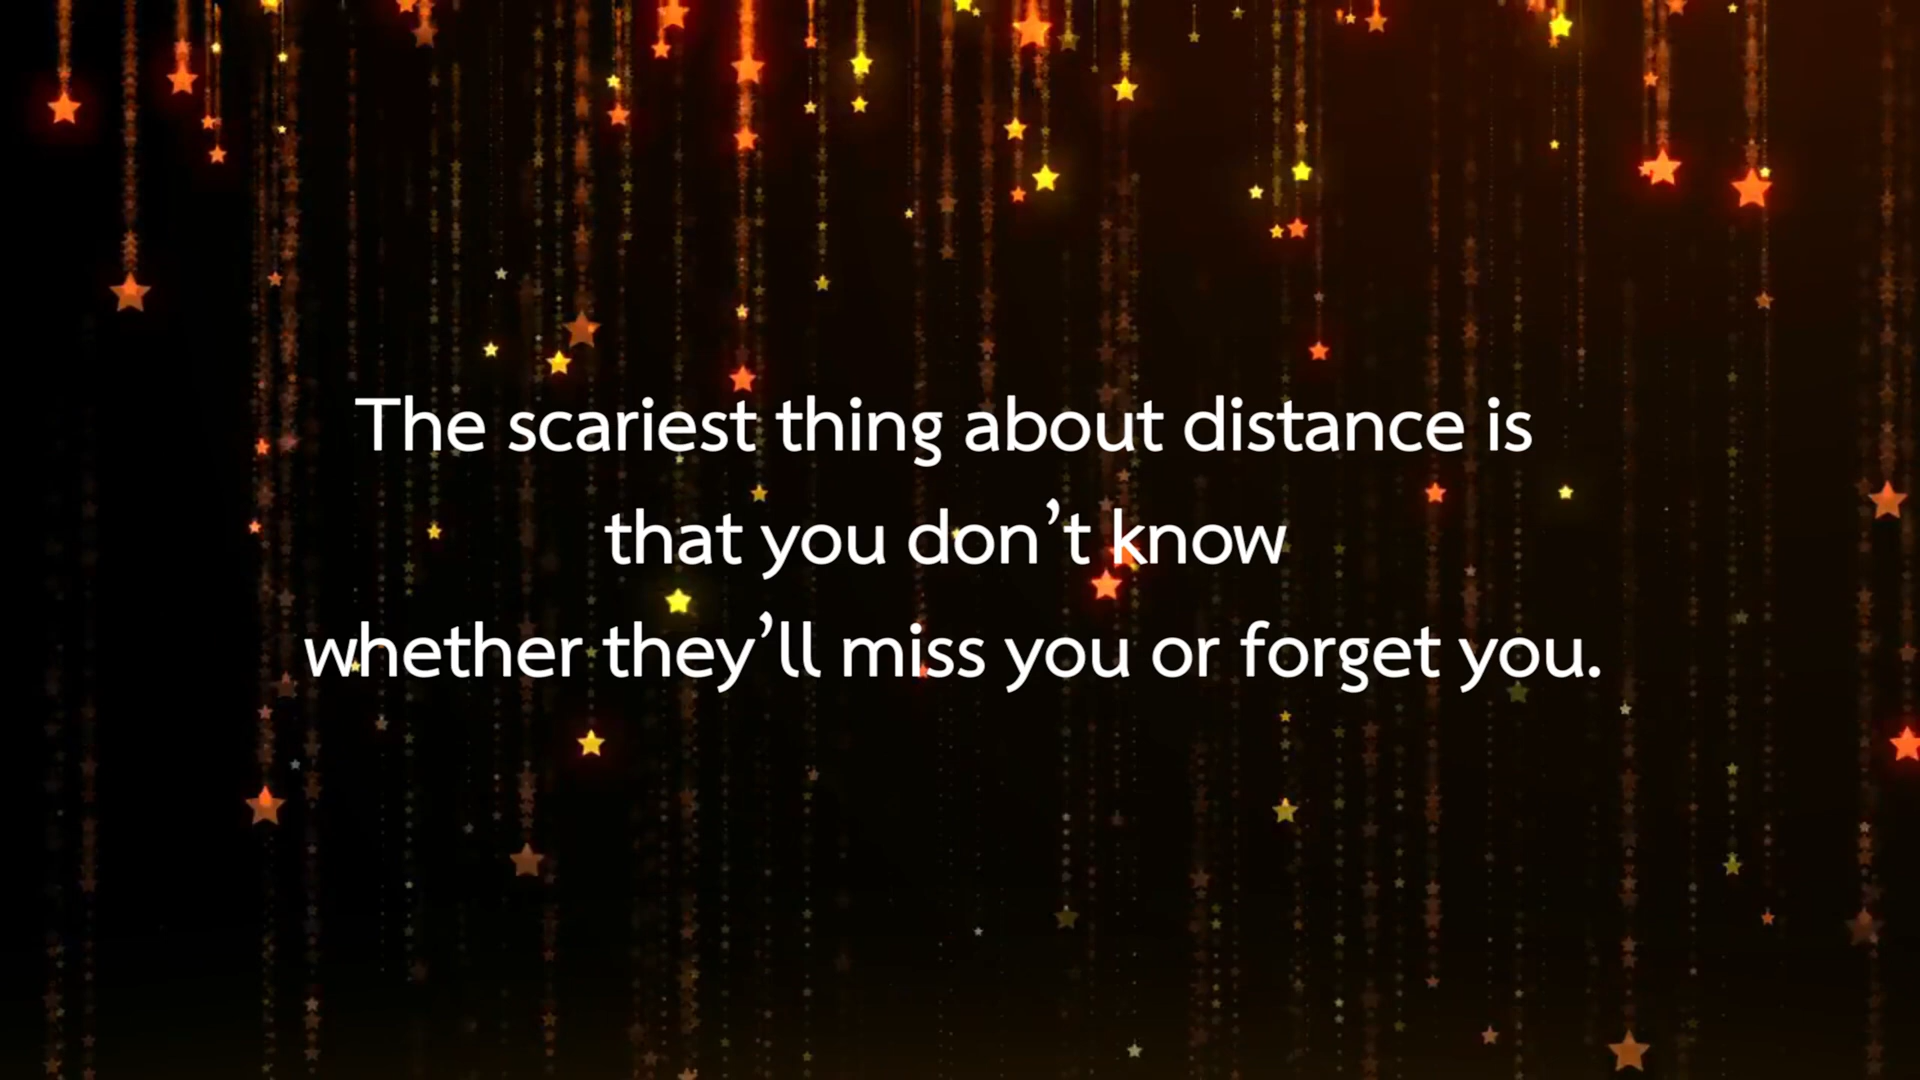 The scariest thing about distance is
that you don’t know
whether they’ll miss you or forget you.